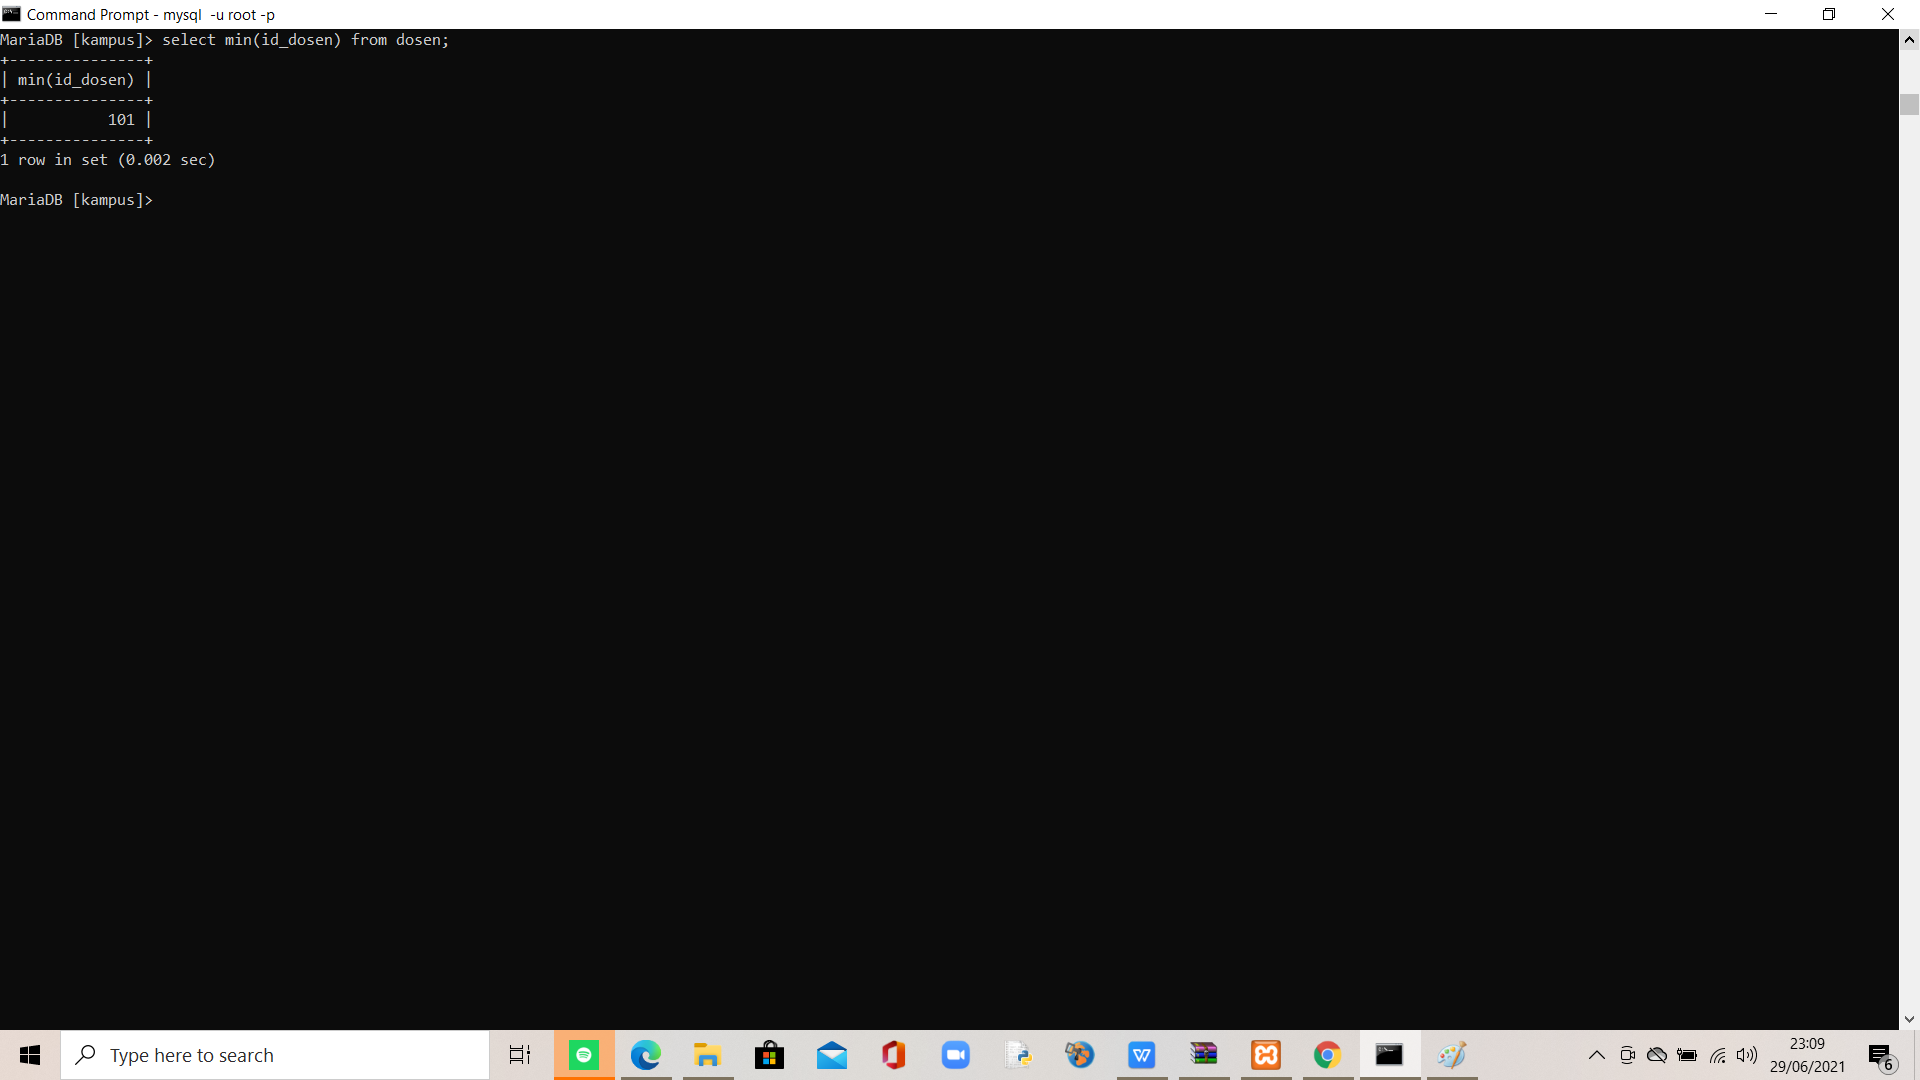 Command Prompt - mysql  -u root -p
MariaDB [kampus]> select min(id_dosen) from dosen;
+---------------+
| min(id_dosen) |
+---------------+
|           101 |
+---------------+
1 row in set (0.002 sec)
MariaDB [kampus]>
Type here to search
23:09
29/06/2021
6